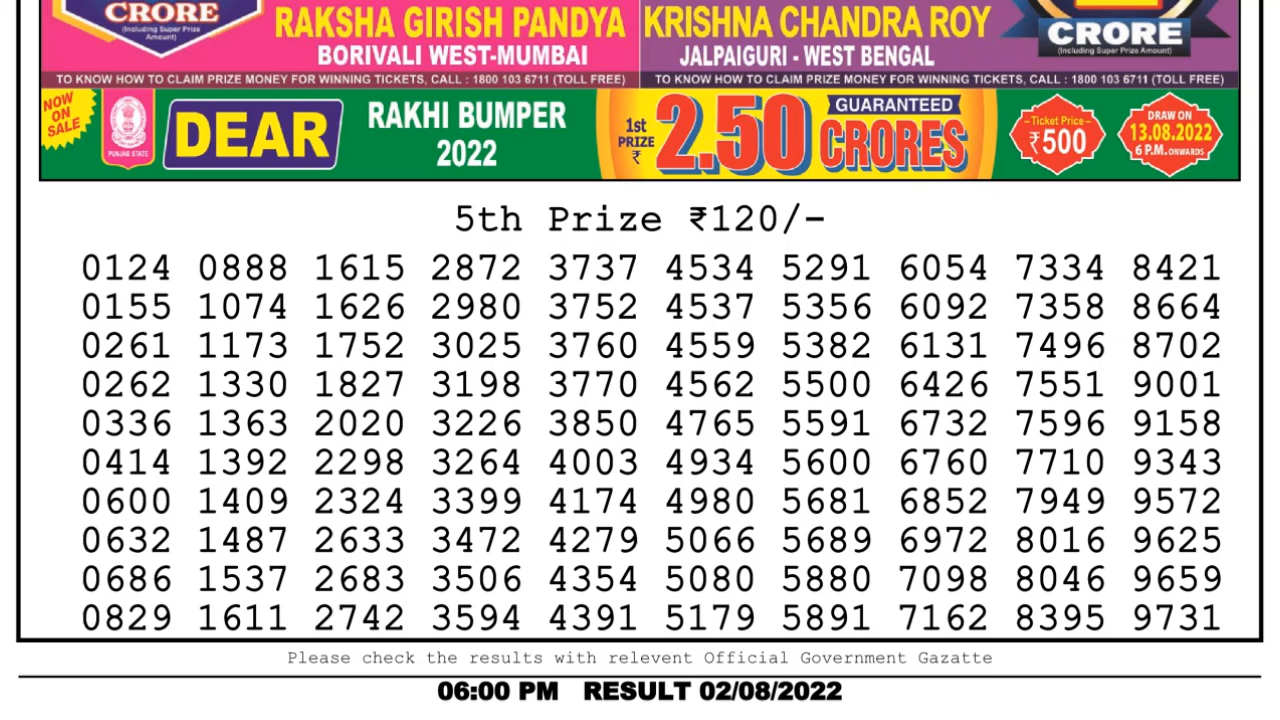 CRORE
(Including Super Prize Amount)
RAKSHA GIRISH PANDYA
BORIVALI WEST-MUMBAI
TO KNOW HOW TO CLAIM PRIZE MONEY FOR WINNING TICKETS, CALL : 1800 103 6711 (TOLL FREE)
KRISHNA CHANDRA ROY
JALPAIGURI - WEST BENGAL
TO KNOW HOW TO CLAIM PRIZE MONEY FOR WINNING TICKETS, CALL : 1800 103 6711 (TOLL FREE)
CRORE
(Including Super Prize Amount)
NOW
ON
SALE
PUNJAB STATE
DEAR
RAKHI BUMPER
2022
1st
PRIZE
₹
2.50
GUARANTEED
CRORES
Ticket Price
₹500
DRAW ON
13.08.2022
6 P.M. ONWARDS
5th Prize ₹120/-
0124 0888 1615 2872 3737 4534 5291 6054 7334 8421
0155 1074 1626 2980 3752 4537 5356 6092 7358 8664
0261 1173 1752 3025 3760 4559 5382 6131 7496 8702
0262 1330 1827 3198 3770 4562 5500 6426 7551 9001
0336 1363 2020 3226 3850 4765 5591 6732 7596 9158
0414 1392 2298 3264 4003 4934 5600 6760 7710 9343
0600 1409 2324 3399 4174 4980 5681 6852 7949 9572
0632 1487 2633 3472 4279 5066 5689 6972 8016 9625
0686 1537 2683 3506 4354 5080 5880 7098 8046 9659
0829 1611 2742 3594 4391 5179 5891 7162 8395 9731
Please check the results with relevent Official Government Gazatte
06:00 PM RESULT 02/08/2022